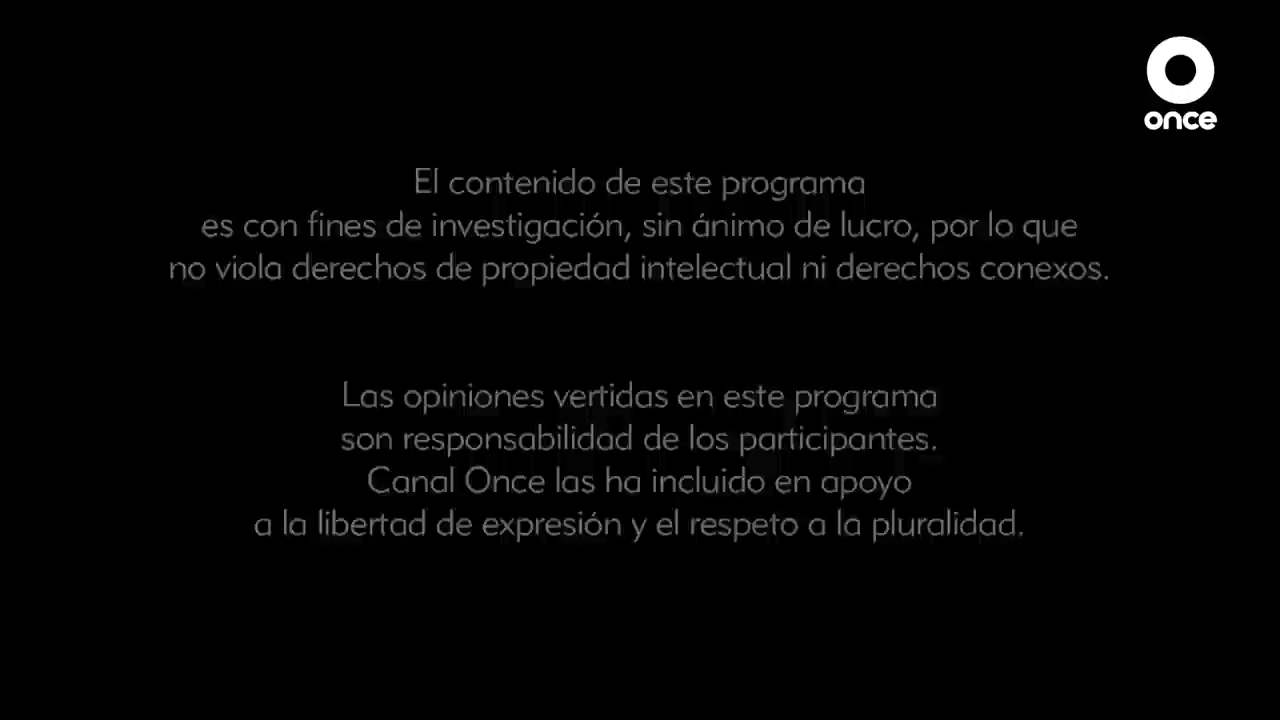 once
El contenido de este programa
es con fines de investigación, sin ánimo de lucro, por lo que
no viola derechos de propiedad intelectual ni derechos conexos.
Las opiniones vertidas en este programa
son responsabilidad de los participantes.
Canal Once las ha incluido en apoyo
a la libertad de expresión y el respeto a la pluralidad.